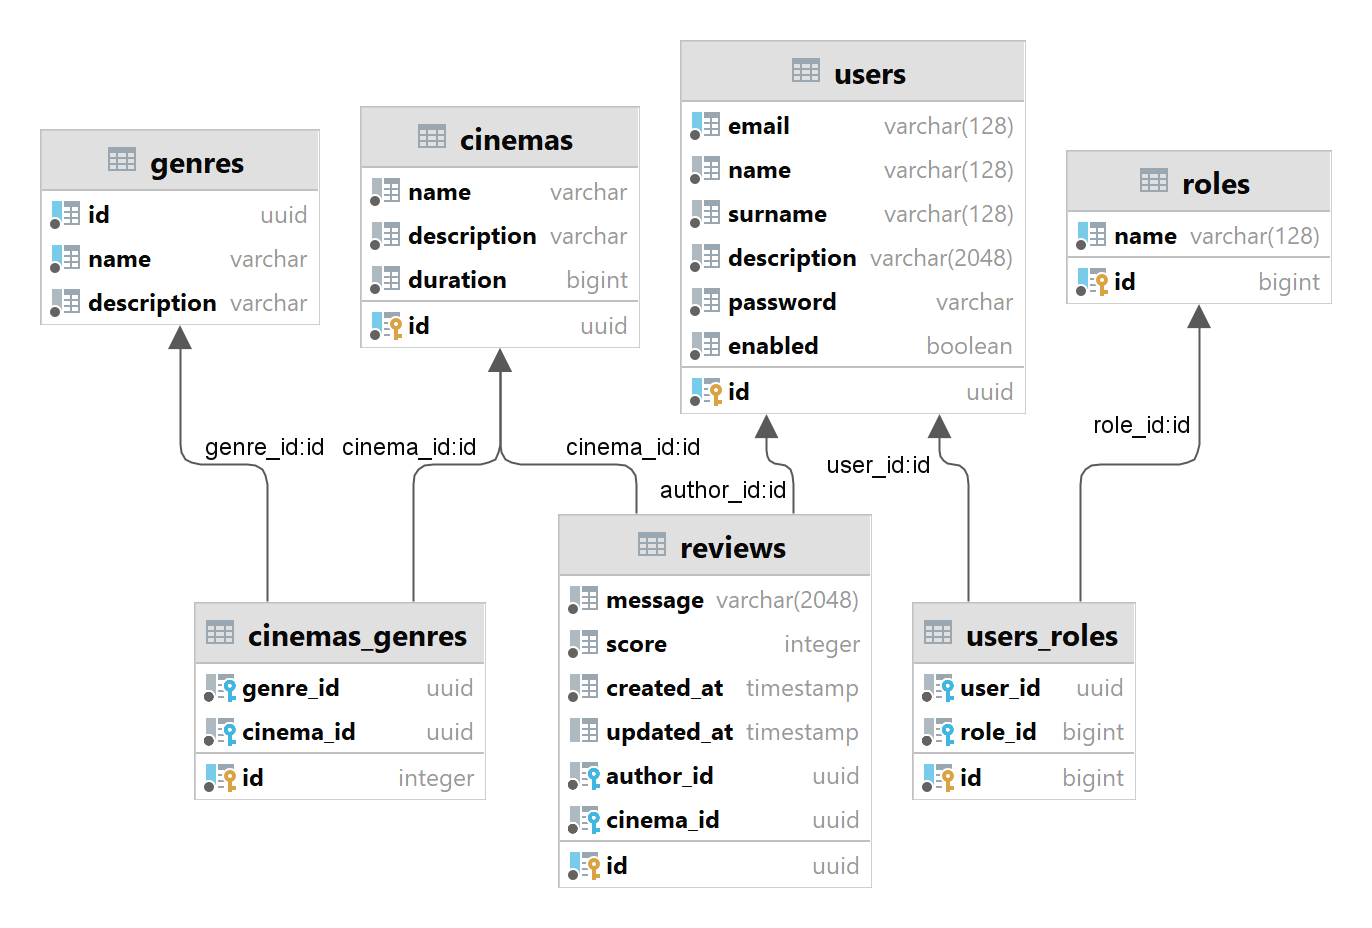 genres
id uuid
name varchar
description varchar
cinemas
name varchar
description varchar
duration bigint
id uuid
users
email varchar(128)
name varchar(128)
surname varchar(128)
description varchar(2048)
password varchar
enabled boolean
id uuid
roles
name varchar(128)
id bigint
genre_id:id
cinema_id:id
cinema_id:id
author_id:id
user_id:id
role_id:id
cinemas_genres
genre_id uuid
cinema_id uuid
id integer
reviews
message varchar(2048)
score integer
created_at timestamp
updated_at timestamp
author_id uuid
cinema_id uuid
id uuid
users_roles
user_id uuid
role_id bigint
id bigint